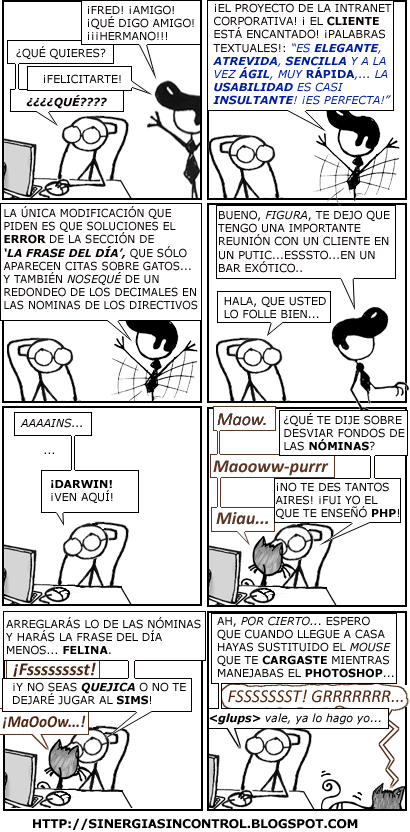 ¡FRED! ¡AMIGO!
¡QUÉ DIGO AMIGO!
¡¡¡HERMANO!!!
¿QUÉ QUIERES?
¡FELICITARTE!
¿¿¿¿QUÉ????
¡EL PROYECTO DE LA INTRANET
CORPORATIVA! ¡ EL CLIENTE
ESTÁ ENCANTADO! ¡PALABRAS
TEXTUALES!: “ES ELEGANTE,
ATREVIDA, SENCILLA Y A LA
VEZ ÁGIL, MUY RÁPIDA,... LA
USABILIDAD ES CASI
INSULTANTE! ¡ES PERFECTA!”
LA ÚNICA MODIFICACIÓN QUE
PIDEN ES QUE SOLUCIONES EL
ERROR DE LA SECCIÓN DE
‘LA FRASE DEL DÍA’, QUE SÓLO
APARECEN CITAS SOBRE GATOS...
Y TAMBIÉN NOSEQUÉ DE UN
REDONDEO DE LOS DECIMALES EN
LAS NOMINAS DE LOS DIRECTIVOS
BUENO, FIGURA, TE DEJO QUE
TENGO UNA IMPORTANTE
REUNIÓN CON UN CLIENTE EN
UN PUTIC...ESSSTO...EN UN
BAR EXÓTICO..
HALA, QUE USTED
LO FOLLE BIEN...
AAAAINS...
...
¡DARWIN!
¡VEN AQUÍ!
Maow.
¿QUÉ TE DIJE SOBRE
DESVIAR FONDOS DE
LAS NÓMINAS?
Maooww-purrr
¡NO TE DES TANTOS
AIRES! ¡FUI YO EL
QUE TE ENSEÑÓ PHP!
Miau...
ARREGLARÁS LO DE LAS NÓMINAS
Y HARÁS LA FRASE DEL DÍA
MENOS... FELINA.
¡Fsssssssst!
¡Y NO SEAS QUEJICA O NO TE
DEJARÉ JUGAR AL SIMS!
¡MaOoOw...!
AH, POR CIERTO... ESPERO
QUE CUANDO LLEGUE A CASA
HAYAS SUSTITUIDO EL MOUSE
QUE TE CARGASTE MIENTRAS
MANEJABAS EL PHOTOSHOP...
FSSSSSSST! GRRRRRRR...
<glups> vale, ya lo hago yo...
HTTP://SINERGIASINCONTROL.BLOGSPOT.COM